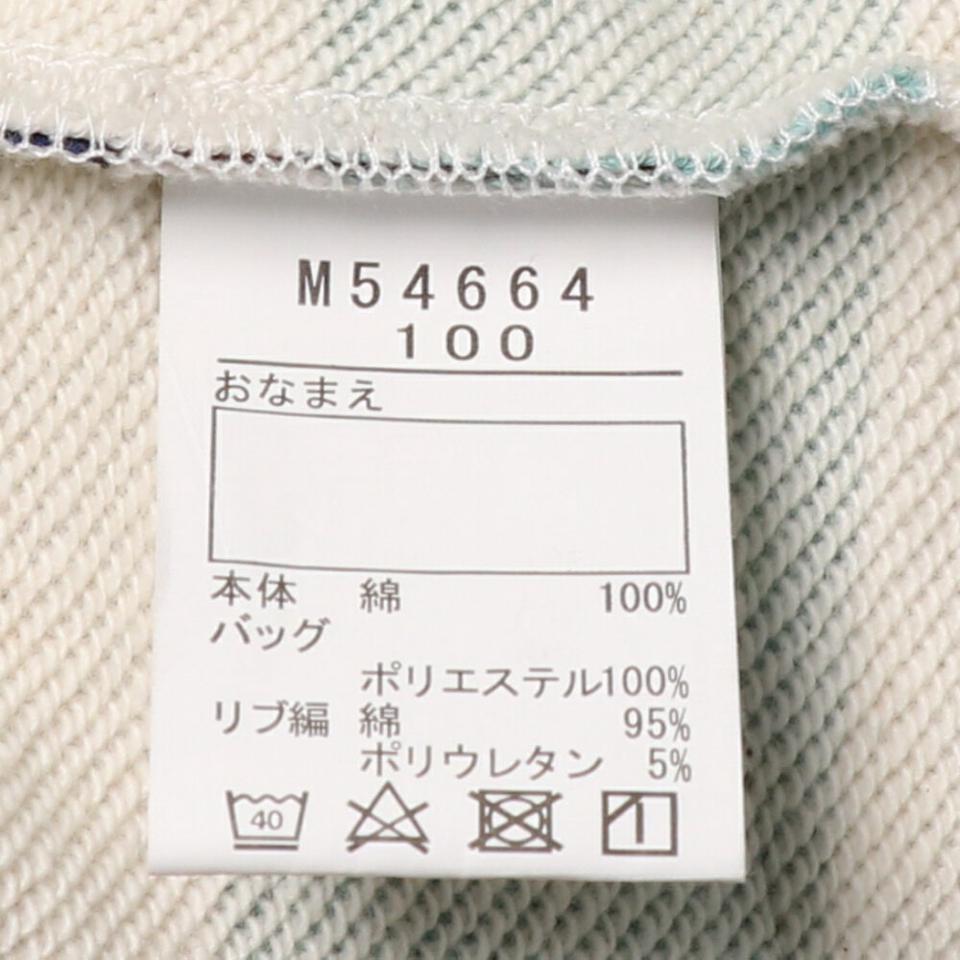 M54664
100
おなまえ
本体 綿 100%
バッグ
ポリエステル100%
リブ編 綿 95%
ポリウレタン 5%
40